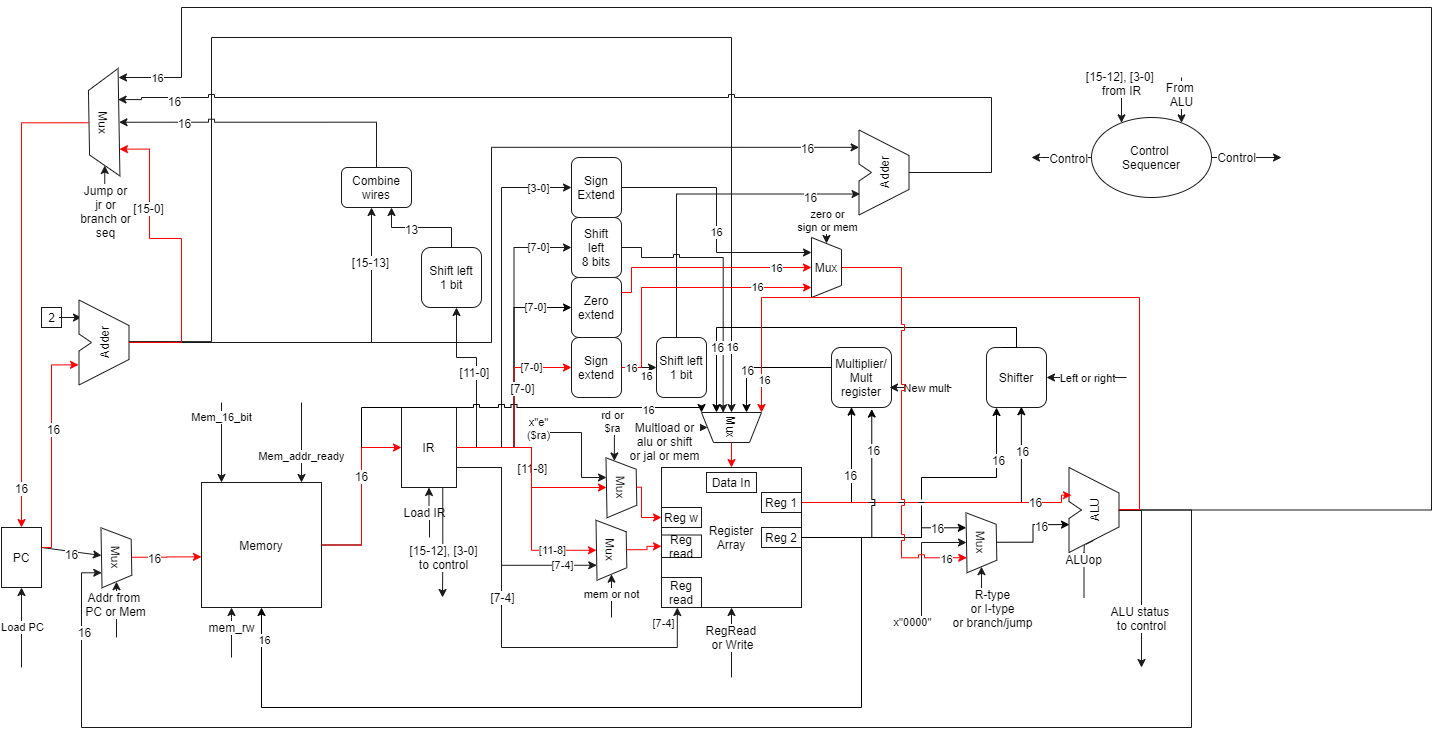 16
16
16
Mux
Jump or
jr or
branch or
seq
[15-0]
Combine
wires
13
[15-13]
Shift left
1 bit
[11-0]
2
Adder
16
16
PC
Load PC
16
Mux
16
Addr from
PC or Mem
16
Mem_16_bit
Mem_addr_ready
Memory
mem_rw
16
16
IR
Load IR
[15-12], [3-0]
to control
[3-0]
Sign
Extend
[7-0]
Shift
left
8 bits
[7-0]
Zero
extend
[7-0]
Sign
extend
[7-0]
16
16
Shift left
1 bit
16
16
Adder
16
zero or
sign or mem
16
16
Mux
16
16
16
16
16
Mux
Multload or
alu or shift
or jal or mem
x"e"
($ra)
rd or
$ra
[11-8]
Mux
[11-8]
[7-4]
Mux
mem or not
[7-4]
[7-4]
Data In
Reg 1
Reg 2
Reg w
Reg
read
Reg
read
Register
Array
RegRead
or Write
Multiplier/
Mult
register
New mult
16
16
Shifter
Left or right
16
16
16
16
16
Mux
R-type
or I-type
or branch/jump
x"0000"
16
ALU
ALUop
ALU status
to control
[15-12], [3-0]
from IR
From
ALU
Control
Control
Sequencer
Control